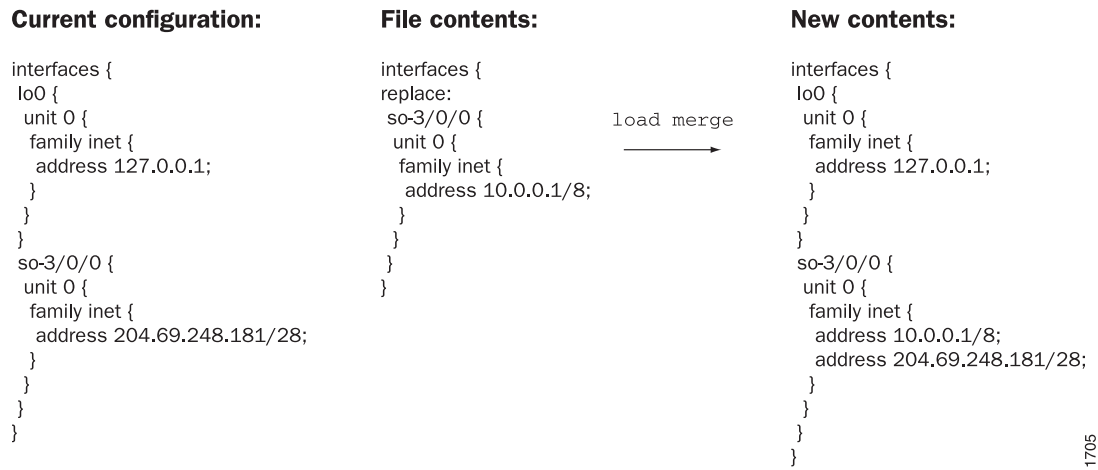 Current configuration:
interfaces {
lo0 {
unit 0 {
family inet {
address 127.0.0.1;
}
}
}
so-3/0/0 {
unit 0 {
family inet {
address 204.69.248.181/28;
}
}
}
}
File contents:
interfaces {
replace:
so-3/0/0 {
unit 0 {
family inet {
address 10.0.0.1/8;
}
}
}
}
load merge
New contents:
interfaces {
lo0 {
unit 0 {
family inet {
address 127.0.0.1;
}
}
}
so-3/0/0 {
unit 0 {
family inet {
address 10.0.0.1/8;
address 204.69.248.181/28;
}
}
}
}
1705